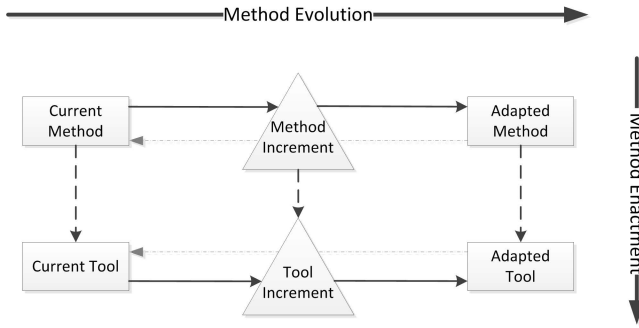 Method Evolution
Current
Method
Method
Increment
Adapted
Method
Method Enactment
Current Tool
Tool
Increment
Adapted
Tool